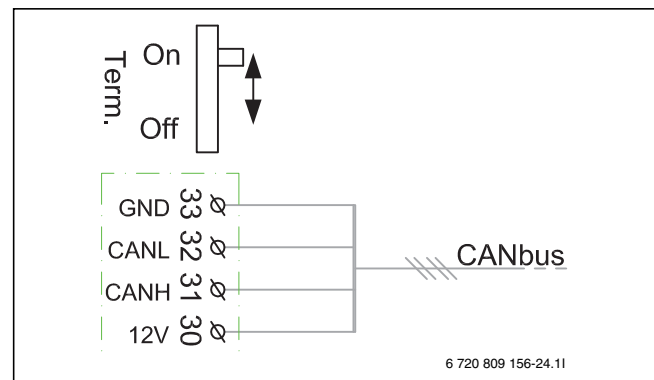 Term.
On
Off
GND 33
CANL 32
CANH 31
12V 30
CANbus
6 720 809 156-24.1I